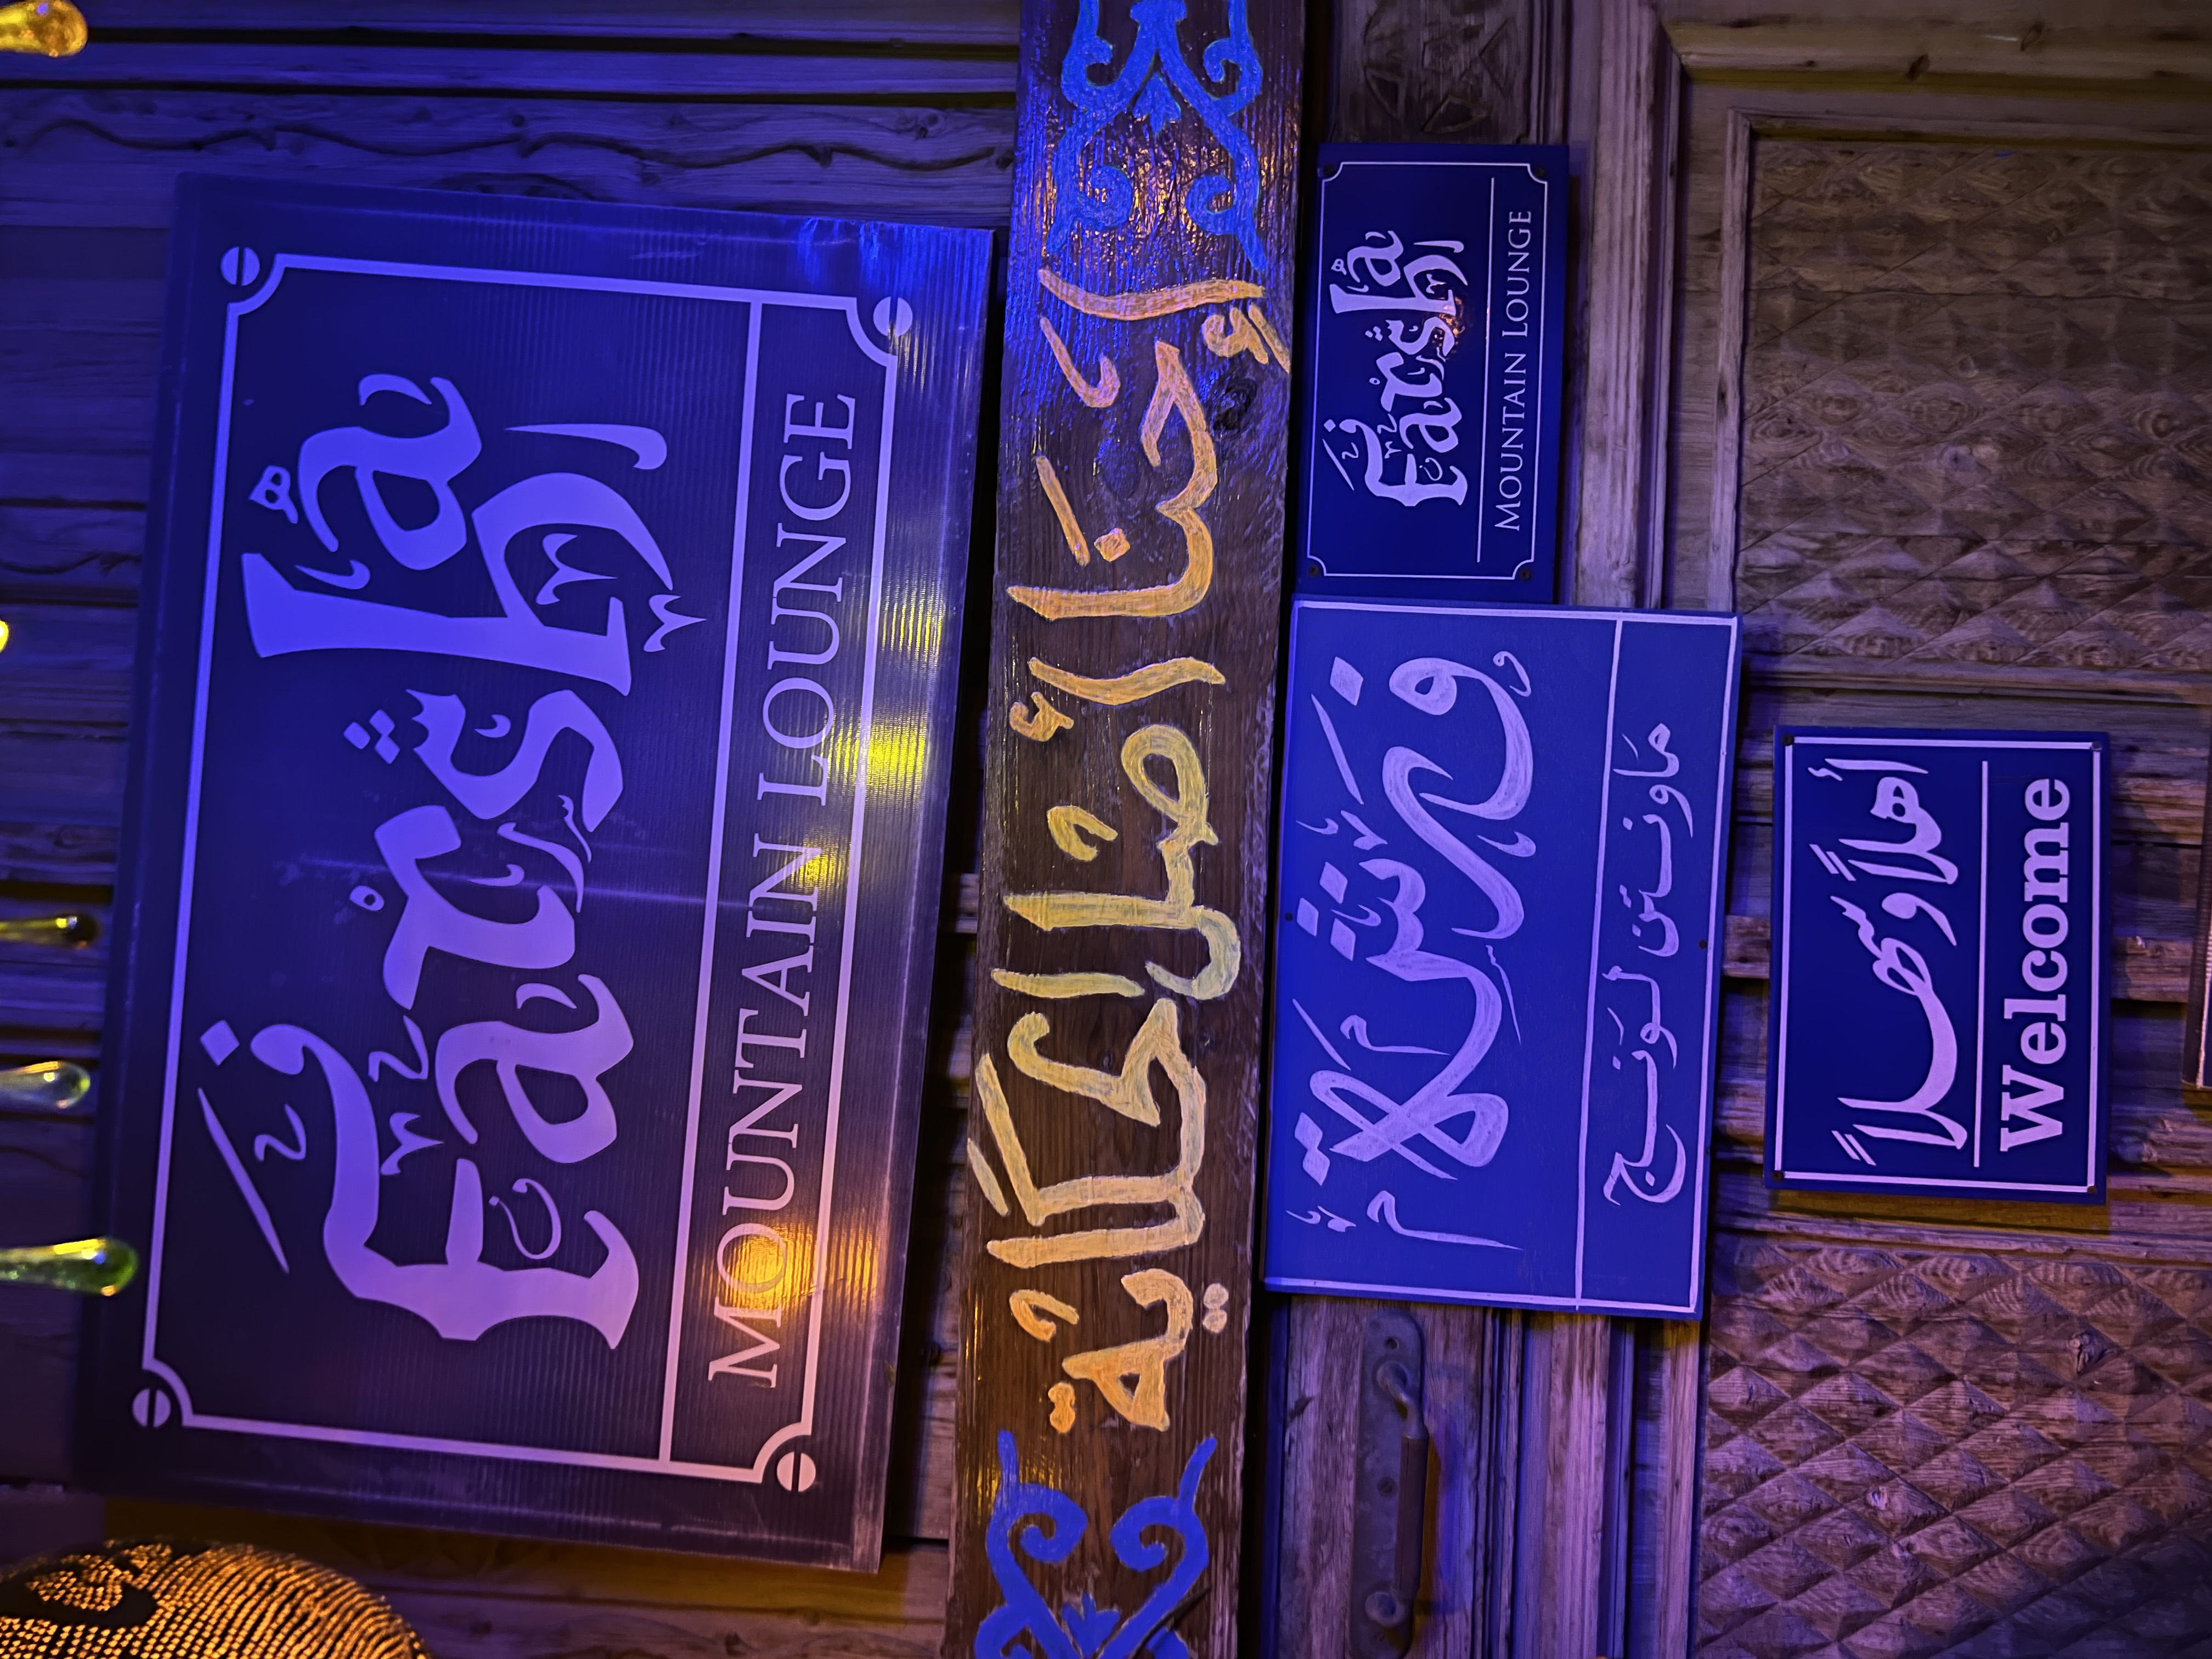 Farsha
MOUNTAIN LOUNGE
إحنا أصل الحكاية
فرشة
ماونتن لونج
Farsha
MOUNTAIN LOUNGE
أهلاً وسهلاً
Welcome